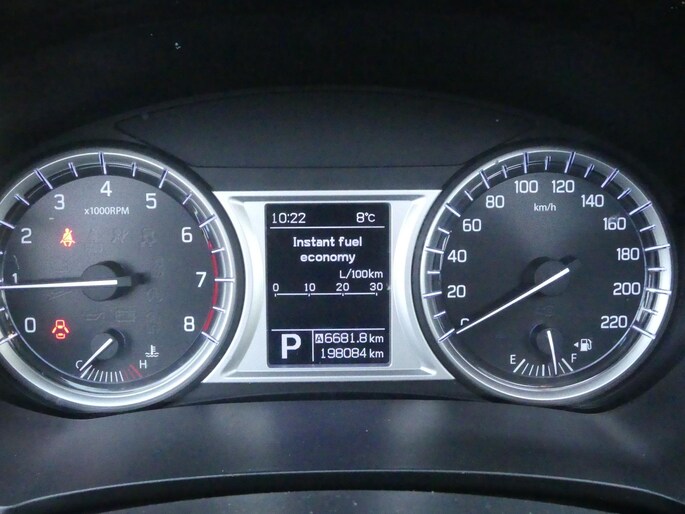 4
3 5
x1000RPM
2 6
1 7
0 8
C H
10:22 8°C
Instant fuel
economy
L/100km
0 10 20 30
P
A 6681.8 km
198084 km
100 120
80 140
km/h
60 160
40 180
20 200
0 220
E F